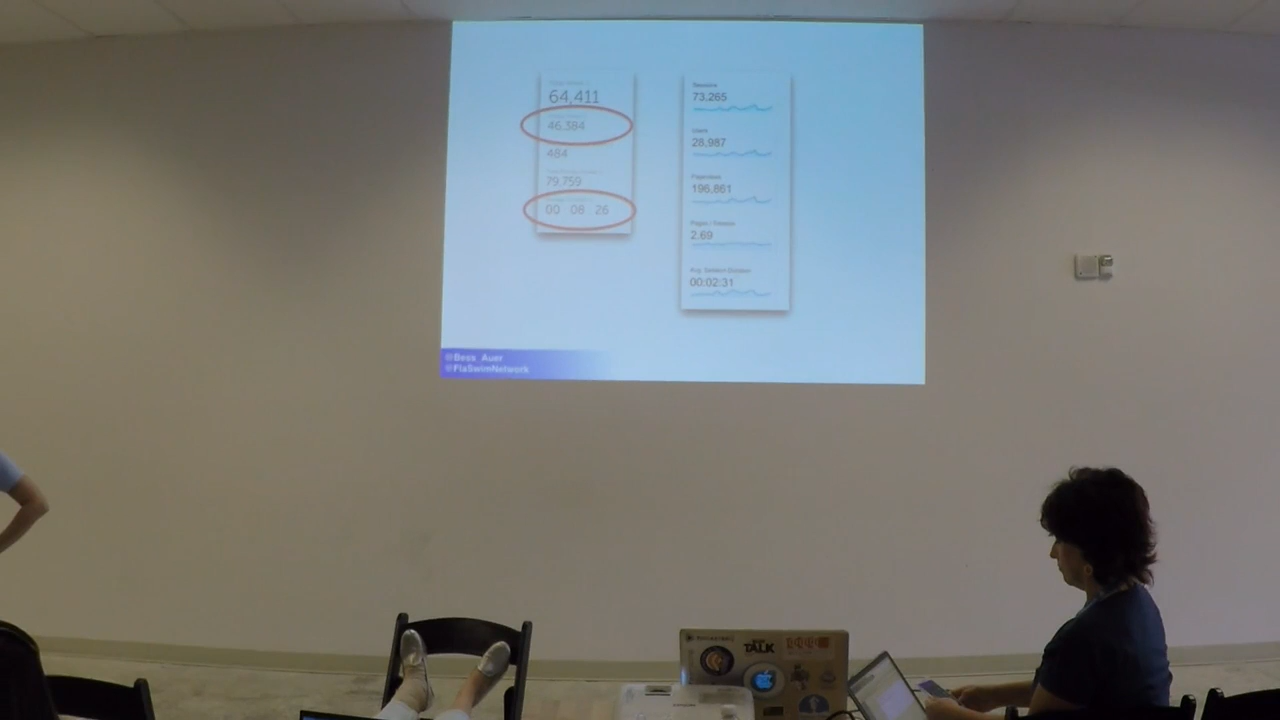 64,411
46,384
484
79,759
00 08 26
Sessions
73,265
Users
28,987
Pageviews
196,861
Pages / Session
2.69
Avg. Session Duration
00:02:31
@Bess_Auer
@FlaSwimNetwork
TALK